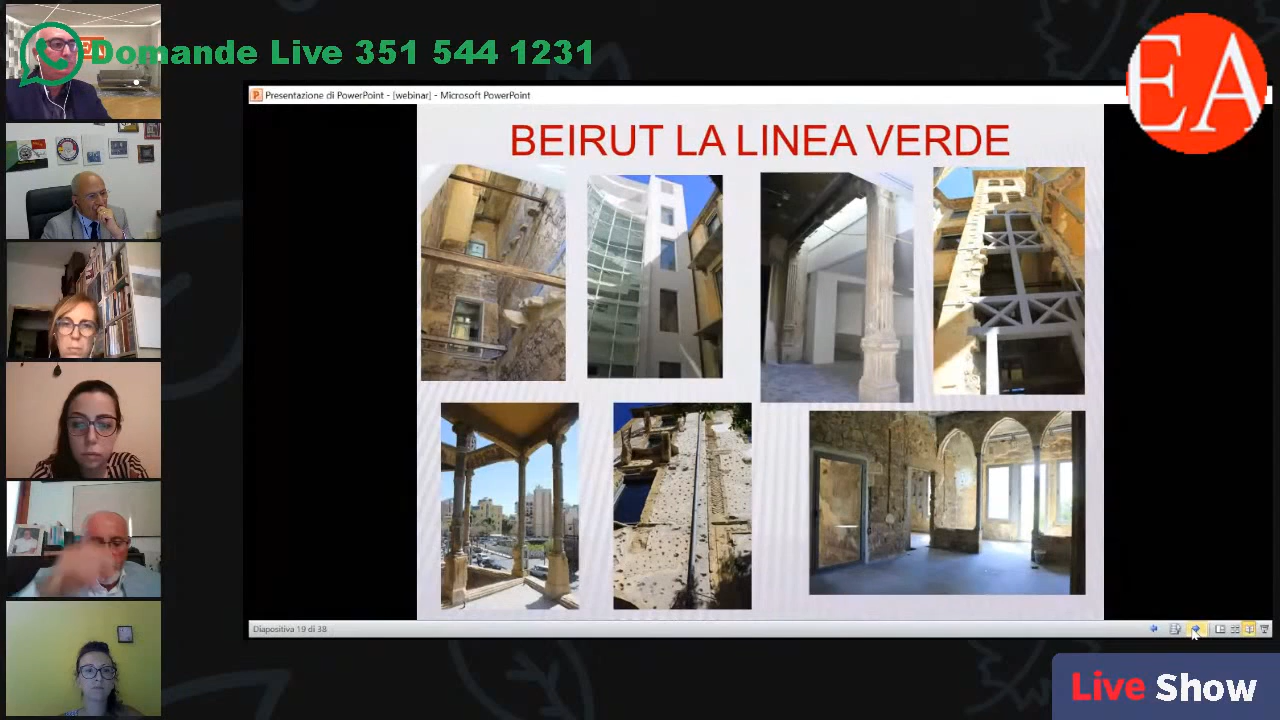 Domande Live 351 544 1231
EA
EA
Presentazione di PowerPoint - [webinar] - Microsoft PowerPoint
BEIRUT LA LINEA VERDE
Diapositiva 19 di 38
Live Show